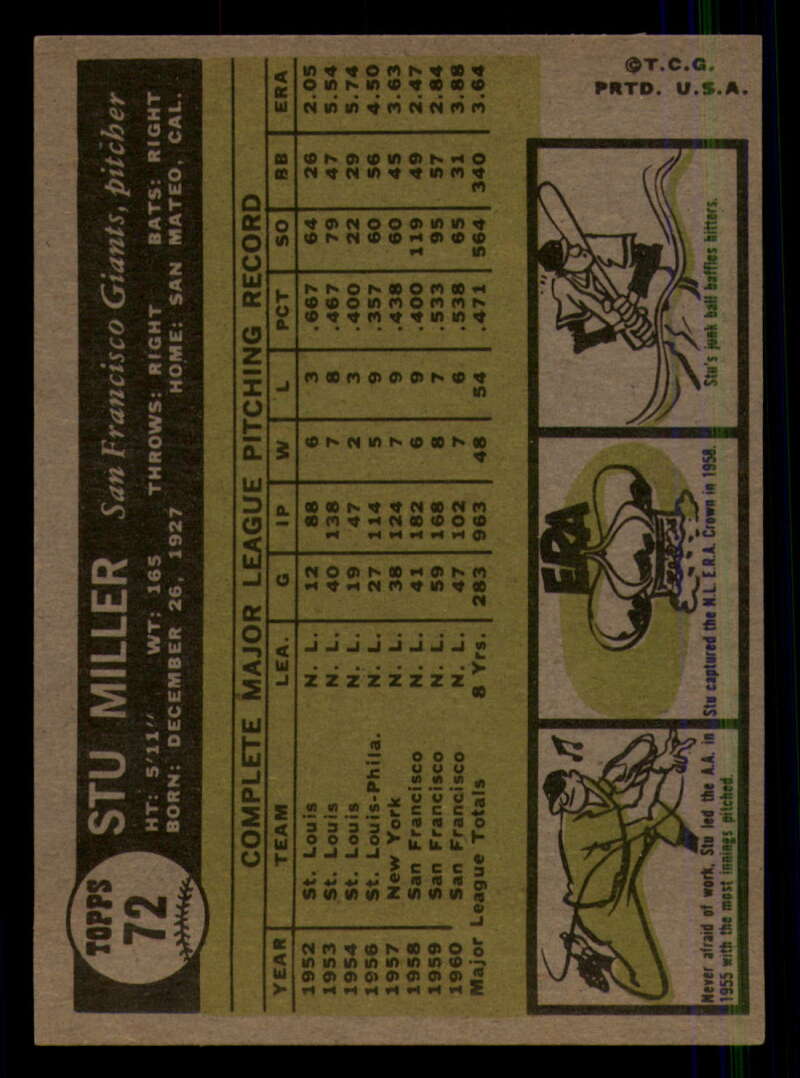 TOPPS
72
STU MILLER San Francisco Giants, pitcher
HT: 5'11" WT: 165 THROWS: RIGHT BATS: RIGHT
BORN: DECEMBER 26, 1927 HOME: SAN MATEO, CAL.
COMPLETE MAJOR LEAGUE PITCHING RECORD
YEAR TEAM LEA. G IP W L PCT SO BB ERA
1952 St. Louis N. L. 12 88 6 3 .667 64 26 2.05
1953 St. Louis N. L. 40 138 7 8 .467 79 47 5.54
1954 St. Louis N. L. 19 47 2 3 .400 22 29 5.74
1956 St. Louis-Phila. N. L. 27 114 5 9 .357 60 56 4.50
1957 New York N. L. 38 124 7 9 .438 60 45 3.63
1958 San Francisco N. L. 41 182 6 9 .400 119 49 2.47
1959 San Francisco N. L. 59 168 8 7 .533 95 57 2.84
1960 San Francisco N. L. 47 102 7 6 .538 65 31 3.88
Major League Totals 8 Yrs. 283 963 48 54 .471 564 340 3.64
Never afraid of work, Stu led the A.A. in
1955 with the most innings pitched.
ERA
Stu captured the N.L. E.R.A. Crown in 1958.
Stu's junk ball baffles hitters.
©T.C.G.
PRTD. U.S.A.